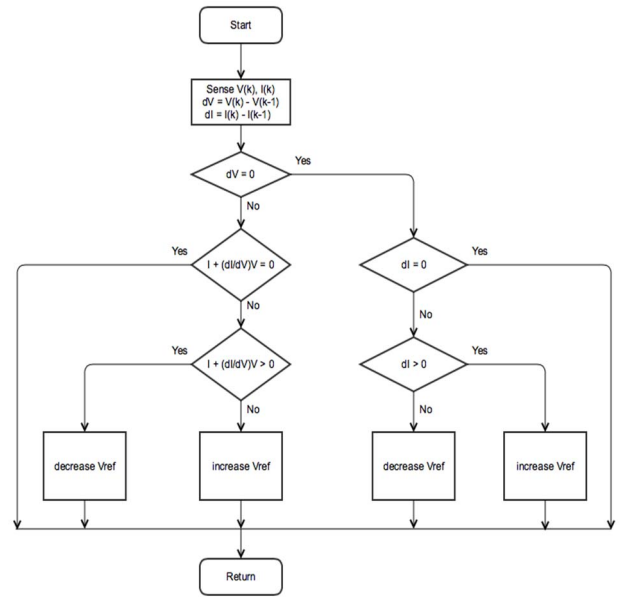 Start
Sense V(k), I(k)
dV = V(k) - V(k-1)
dI = I(k) - I(k-1)
Yes
dV = 0
No
Yes
I + (dI/dV)V = 0
dI = 0
Yes
No
No
Yes
I + (dI/dV)V > 0
dI > 0
Yes
No
No
decrease Vref
increase Vref
decrease Vref
increase Vref
Return